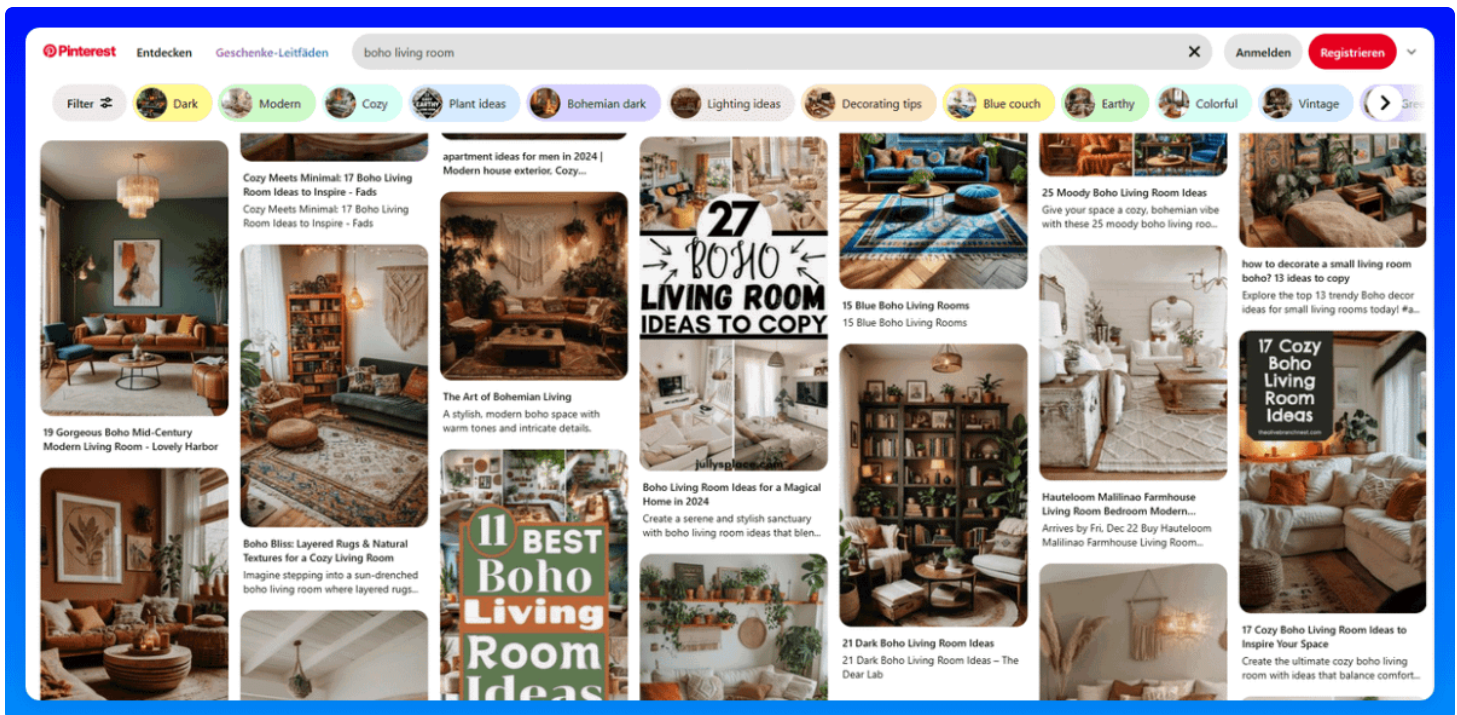 Pinterest
Entdecken
Geschenke-Leitfäden
boho living room
Anmelden
Registrieren
Filter
Dark
Modern
Cozy
Plant ideas
Bohemian dark
Lighting ideas
Decorating tips
Blue couch
Earthy
Colorful
Vintage
Gree
19 Gorgeous Boho Mid-Century
Modern Living Room - Lovely Harbor
Cozy Meets Minimal: 17 Boho Living
Room Ideas to Inspire - Fads
Cozy Meets Minimal: 17 Boho Living
Room Ideas to Inspire - Fads
Boho Bliss: Layered Rugs & Natural
Textures for a Cozy Living Room
Imagine stepping into a sun-drenched
boho living room where layered rugs...
apartment ideas for men in 2024 |
Modern house exterior, Cozy...
The Art of Bohemian Living
A stylish, modern boho space with
warm tones and intricate details.
11 BEST
Boho
Living
Room
Ideas
27
BOHO
LIVING ROOM
IDEAS TO COPY
jullysplace.com
Boho Living Room Ideas for a Magical
Home in 2024
Create a serene and stylish sanctuary
with boho living room ideas that blen...
15 Blue Boho Living Rooms
15 Blue Boho Living Rooms
21 Dark Boho Living Room Ideas
21 Dark Boho Living Room Ideas – The
Dear Lab
25 Moody Boho Living Room Ideas
Give your space a cozy, bohemian vibe
with these 25 moody boho living roo...
Hauteloom Malilinao Farmhouse
Living Room Bedroom Modern...
Arrives by Fri, Dec 22 Buy Hauteloom
Malilinao Farmhouse Living Room...
how to decorate a small living room
boho? 13 ideas to copy
Explore the top 13 trendy Boho decor
ideas for small living rooms today! #a...
17 Cozy
Boho
Living
Room
Ideas
theolivebranchnest.com
17 Cozy Boho Living Room Ideas to
Inspire Your Space
Create the ultimate cozy boho living
room with ideas that balance comfort...